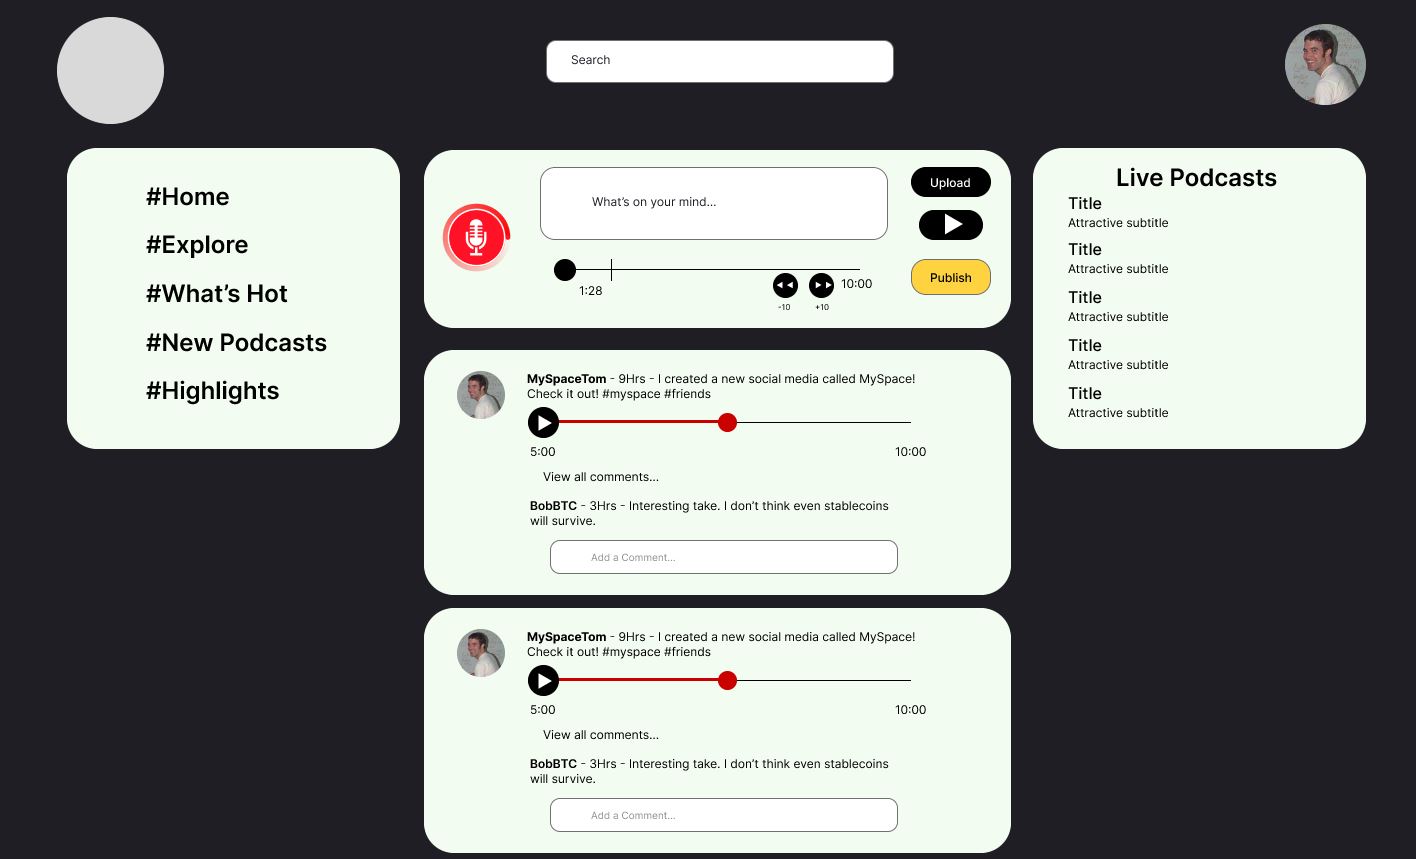 Search
#Home
#Explore
#What’s Hot
#New Podcasts
#Highlights
What’s on your mind...
1:28
-10
+10
10:00
Upload
Publish
MySpaceTom - 9Hrs - I created a new social media called MySpace!
Check it out! #myspace #friends
5:00
10:00
View all comments...
BobBTC - 3Hrs - Interesting take. I don’t think even stablecoins
will survive.
Add a Comment...
MySpaceTom - 9Hrs - I created a new social media called MySpace!
Check it out! #myspace #friends
5:00
10:00
View all comments...
BobBTC - 3Hrs - Interesting take. I don’t think even stablecoins
will survive.
Add a Comment...
Live Podcasts
Title
Attractive subtitle
Title
Attractive subtitle
Title
Attractive subtitle
Title
Attractive subtitle
Title
Attractive subtitle